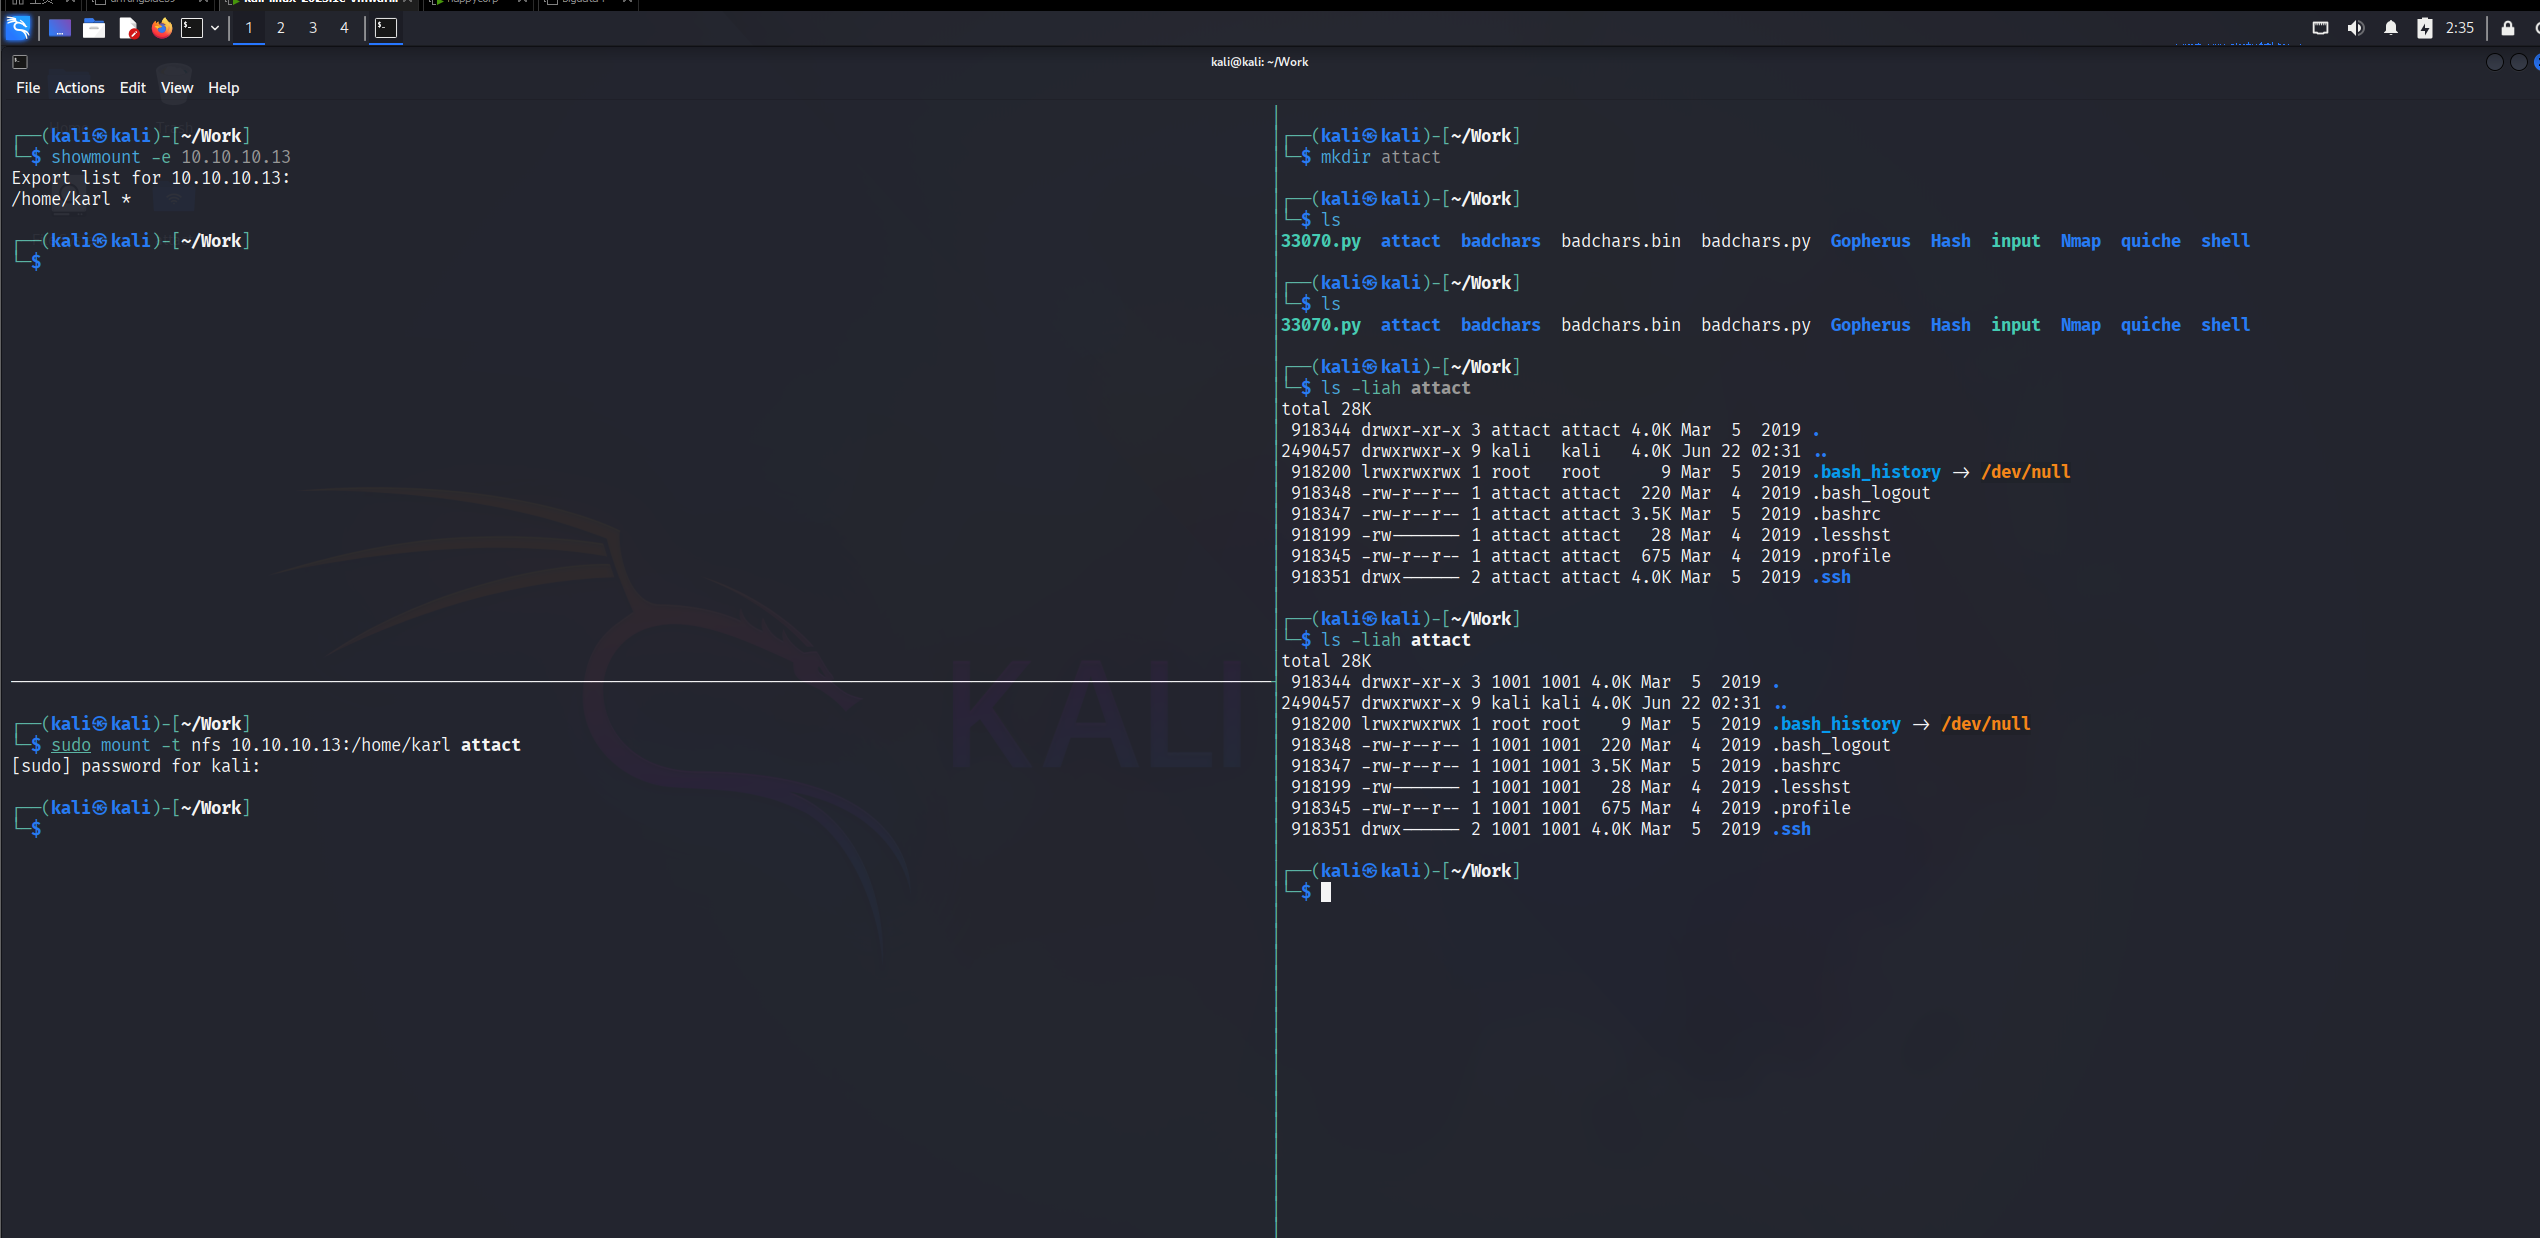 1 2 3 4 2:35
kali@kali: ~/Work
File Actions Edit View Help
┌──(kali㉿kali)-[~/Work]
└─$ showmount -e 10.10.10.13
Export list for 10.10.10.13:
/home/karl *
┌──(kali㉿kali)-[~/Work]
└─$
┌──(kali㉿kali)-[~/Work]
└─$ sudo mount -t nfs 10.10.10.13:/home/karl attact
[sudo] password for kali:
┌──(kali㉿kali)-[~/Work]
└─$
┌──(kali㉿kali)-[~/Work]
└─$ mkdir attact
┌──(kali㉿kali)-[~/Work]
└─$ ls
33070.py attact badchars badchars.bin badchars.py Gopherus Hash input Nmap quiche shell
┌──(kali㉿kali)-[~/Work]
└─$ ls
33070.py attact badchars badchars.bin badchars.py Gopherus Hash input Nmap quiche shell
┌──(kali㉿kali)-[~/Work]
└─$ ls -liah attact
total 28K
918344 drwxr-xr-x 3 attact attact 4.0K Mar 5 2019 .
2490457 drwxrwxr-x 9 kali kali 4.0K Jun 22 02:31 ..
918200 lrwxrwxrwx 1 root root 9 Mar 5 2019 .bash_history → /dev/null
918348 -rw-r--r-- 1 attact attact 220 Mar 4 2019 .bash_logout
918347 -rw-r--r-- 1 attact attact 3.5K Mar 5 2019 .bashrc
918199 -rw------- 1 attact attact 28 Mar 4 2019 .lesshst
918345 -rw-r--r-- 1 attact attact 675 Mar 4 2019 .profile
918351 drwx------ 2 attact attact 4.0K Mar 5 2019 .ssh
┌──(kali㉿kali)-[~/Work]
└─$ ls -liah attact
total 28K
918344 drwxr-xr-x 3 1001 1001 4.0K Mar 5 2019 .
2490457 drwxrwxr-x 9 kali kali 4.0K Jun 22 02:31 ..
918200 lrwxrwxrwx 1 root root 9 Mar 5 2019 .bash_history → /dev/null
918348 -rw-r--r-- 1 1001 1001 220 Mar 4 2019 .bash_logout
918347 -rw-r--r-- 1 1001 1001 3.5K Mar 5 2019 .bashrc
918199 -rw------- 1 1001 1001 28 Mar 4 2019 .lesshst
918345 -rw-r--r-- 1 1001 1001 675 Mar 4 2019 .profile
918351 drwx------ 2 1001 1001 4.0K Mar 5 2019 .ssh
┌──(kali㉿kali)-[~/Work]
└─$
KALI